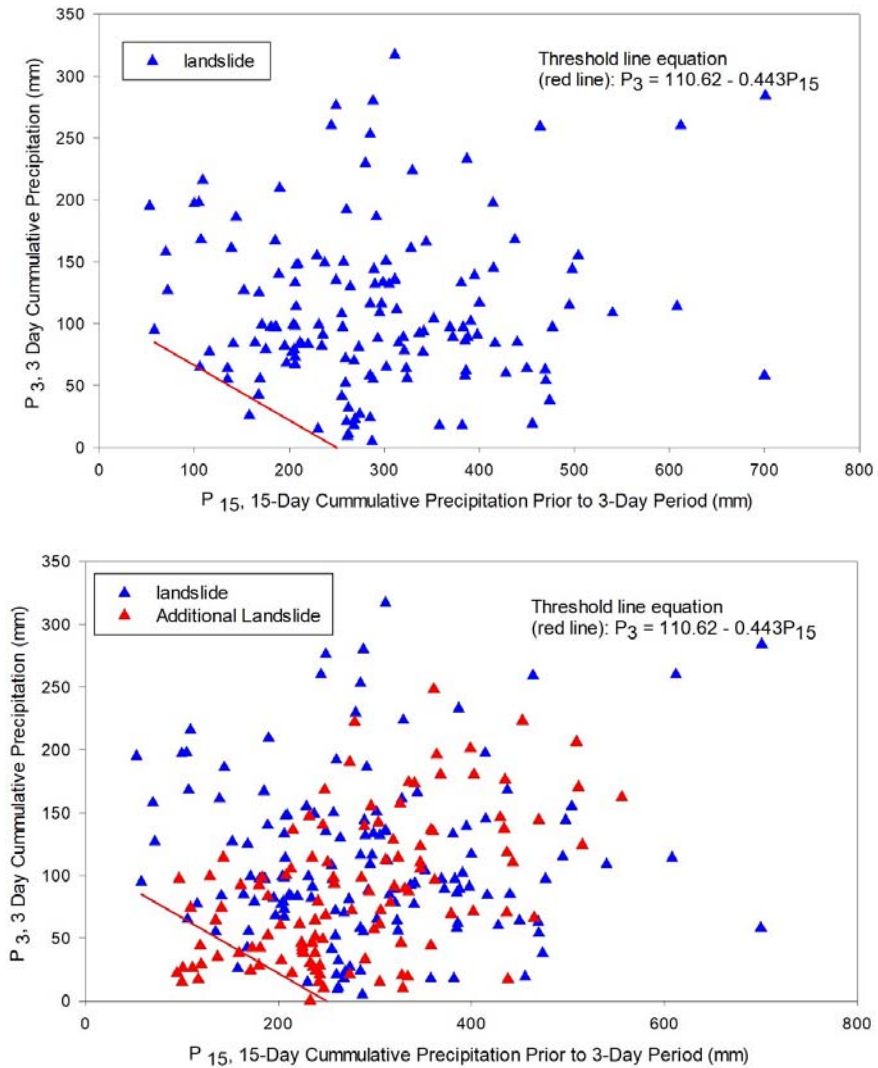 350
300
250
200
150
100
50
0
P 3, 3 Day Cummulative Precipitation (mm)
landslide
Threshold line equation
(red line): P3 = 110.62 - 0.443P15
0 100 200 300 400 500 600 700 800
P 15, 15-Day Cummulative Precipitation Prior to 3-Day Period (mm)
350
300
250
200
150
100
50
0
P 3, 3 Day Cummulative Precipitation (mm)
landslide
Additional Landslide
Threshold line equation
(red line): P3 = 110.62 - 0.443P15
0 200 400 600 800
P 15, 15-Day Cummulative Precipitation Prior to 3-Day Period (mm)